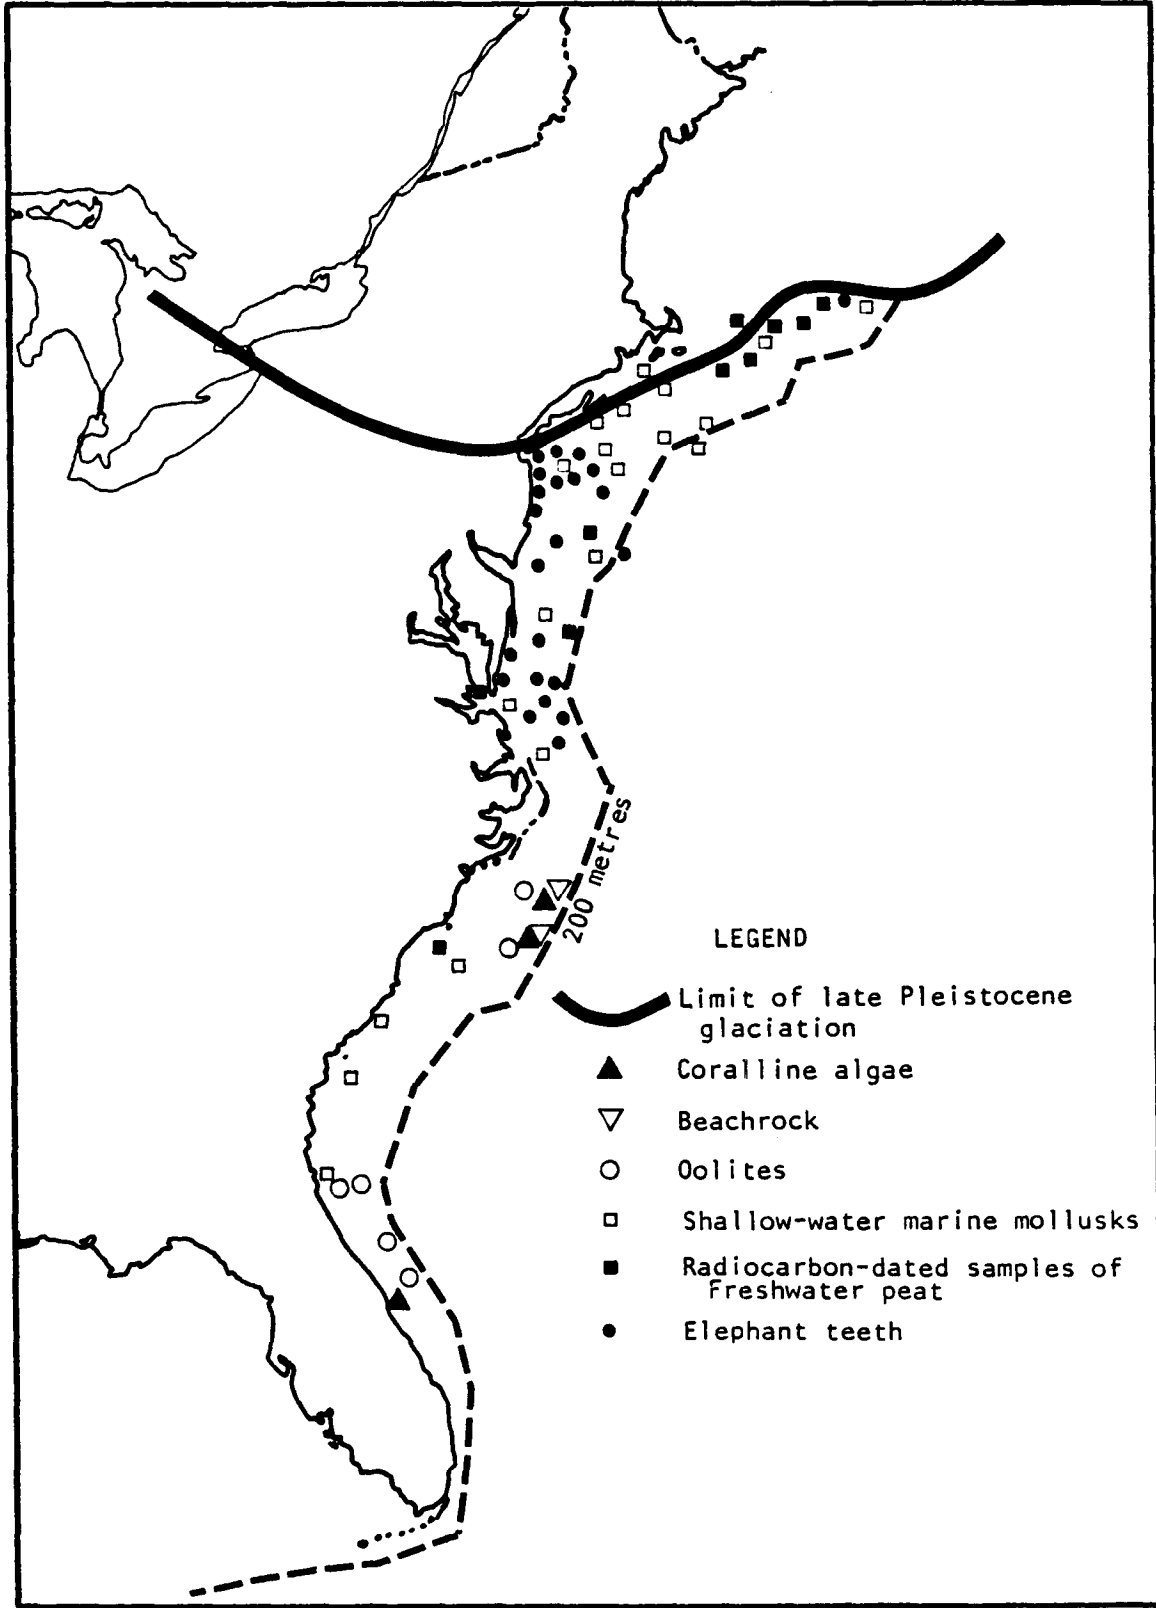 200 metres
LEGEND
Limit of late Pleistocene
glaciation
Coralline algae
Beachrock
Oolites
Shallow-water marine mollusks
Radiocarbon-dated samples of
Freshwater peat
Elephant teeth